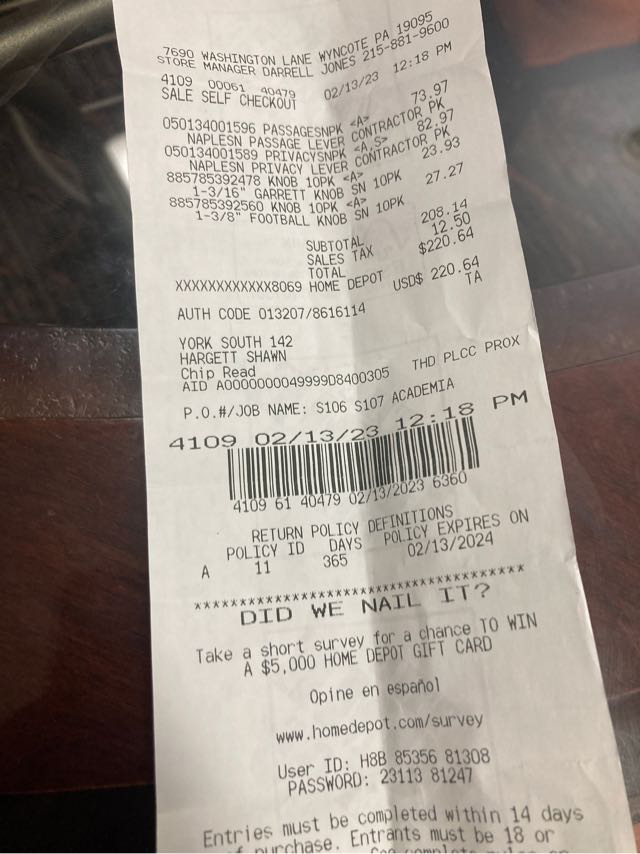 7690 WASHINGTON LANE WYNCOTE PA 19095
STORE MANAGER DARRELL JONES 215-881-9600
4109 00061 40479 02/13/23 12:18 PM
SALE SELF CHECKOUT
050134001596 PASSAGESNPK <A> 73.97
NAPLESN PASSAGE LEVER CONTRACTOR PK
050134001589 PRIVACYSNPK <A,S> 82.97
NAPLESN PRIVACY LEVER CONTRACTOR PK
885785392478 KNOB 10PK <A> 23.93
1-3/16" GARRETT KNOB SN 10PK
885785392560 KNOB 10PK <A> 27.27
1-3/8" FOOTBALL KNOB SN 10PK
SUBTOTAL 208.14
SALES TAX 12.50
TOTAL $220.64
XXXXXXXXXXXX8069 HOME DEPOT
USD$ 220.64
AUTH CODE 013207/8616114 TA
YORK SOUTH 142
HARGETT SHAWN
Chip Read
AID A0000000049999D8400305 THD PLCC PROX
P.O.#/JOB NAME: S106 S107 ACADEMIA
4109 02/13/23 12:18 PM
4109 61 40479 02/13/2023 6360
RETURN POLICY DEFINITIONS
POLICY ID DAYS POLICY EXPIRES ON
A 11 365 02/13/2024
****************************************
DID WE NAIL IT?
Take a short survey for a chance TO WIN
A $5,000 HOME DEPOT GIFT CARD
Opine en español
www.homedepot.com/survey
User ID: H8B 85356 81308
PASSWORD: 23113 81247
Entries must be completed within 14 days
of purchase. Entrants must be 18 or